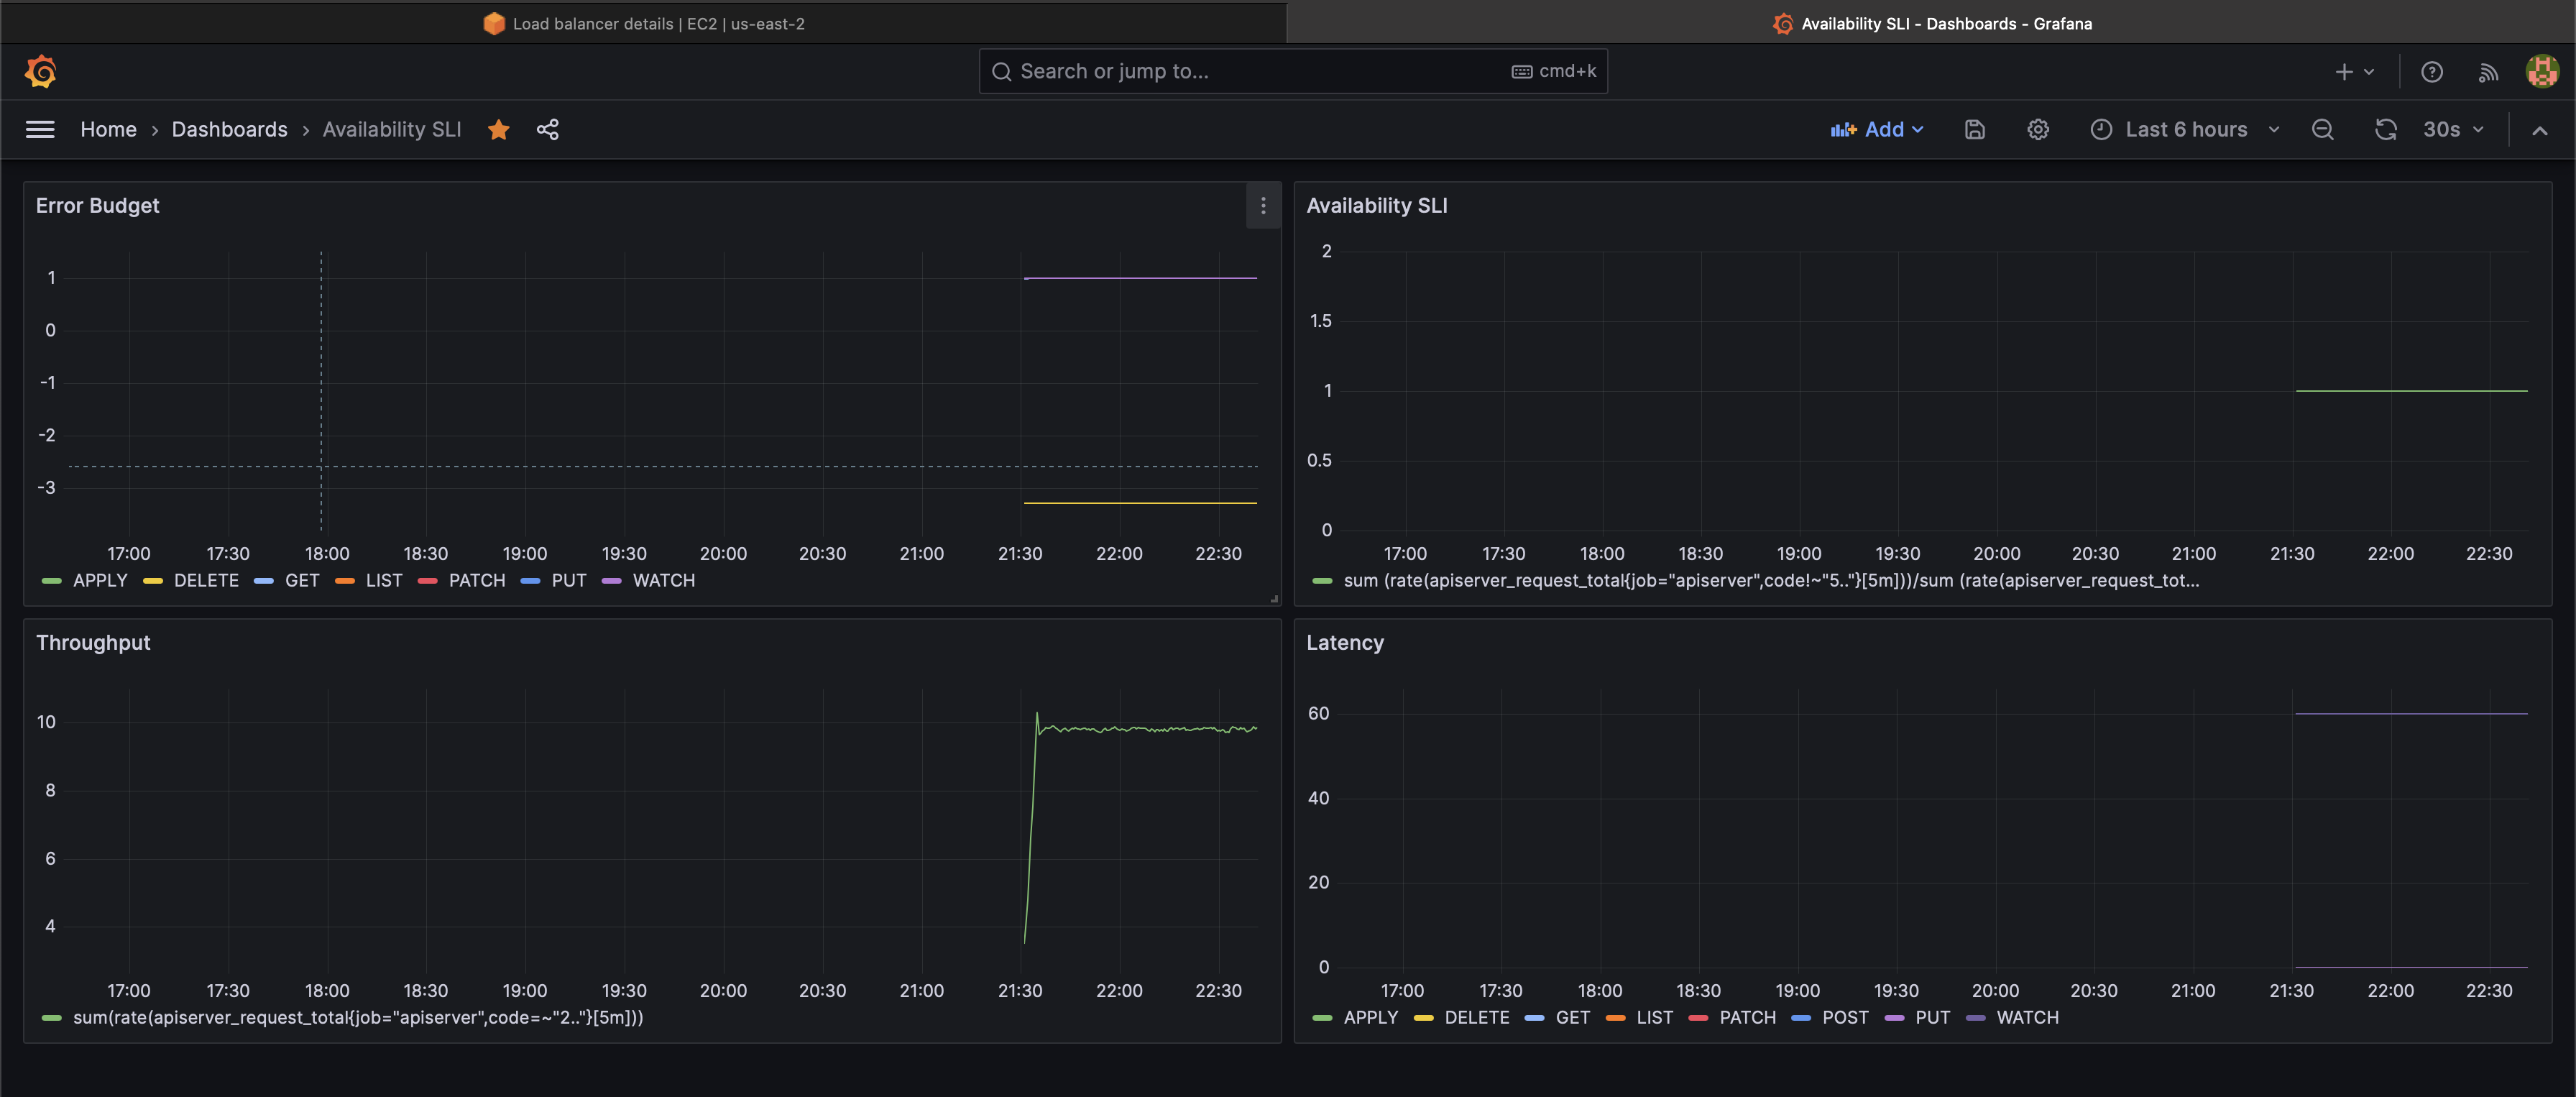 Load balancer details | EC2 | us-east-2
Availability SLI - Dashboards - Grafana
Search or jump to...
cmd+k
Home › Dashboards › Availability SLI
Add
Last 6 hours
30s
Error Budget
1
0
-1
-2
-3
17:00 17:30 18:00 18:30 19:00 19:30 20:00 20:30 21:00 21:30 22:00 22:30
APPLY DELETE GET LIST PATCH PUT WATCH
Availability SLI
2
1.5
1
0.5
0
17:00 17:30 18:00 18:30 19:00 19:30 20:00 20:30 21:00 21:30 22:00 22:30
sum (rate(apiserver_request_total{job="apiserver",code!~"5.."}[5m]))/sum (rate(apiserver_request_tot...
Throughput
10
8
6
4
17:00 17:30 18:00 18:30 19:00 19:30 20:00 20:30 21:00 21:30 22:00 22:30
sum(rate(apiserver_request_total{job="apiserver",code=~"2.."}[5m]))
Latency
60
40
20
0
17:00 17:30 18:00 18:30 19:00 19:30 20:00 20:30 21:00 21:30 22:00 22:30
APPLY DELETE GET LIST PATCH POST PUT WATCH